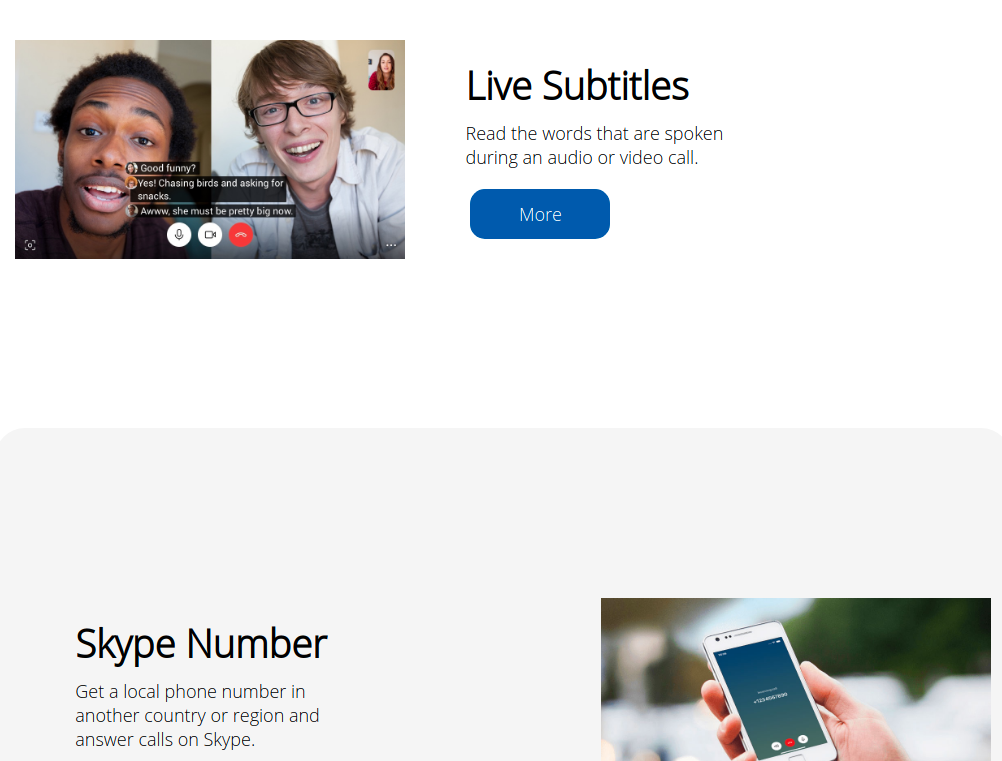 Live Subtitles
Read the words that are spoken
during an audio or video call.
More
Good funny?
Yes! Chasing birds and asking for
snacks.
Awww, she must be pretty big now.
Skype Number
Get a local phone number in
another country or region and
answer calls on Skype.